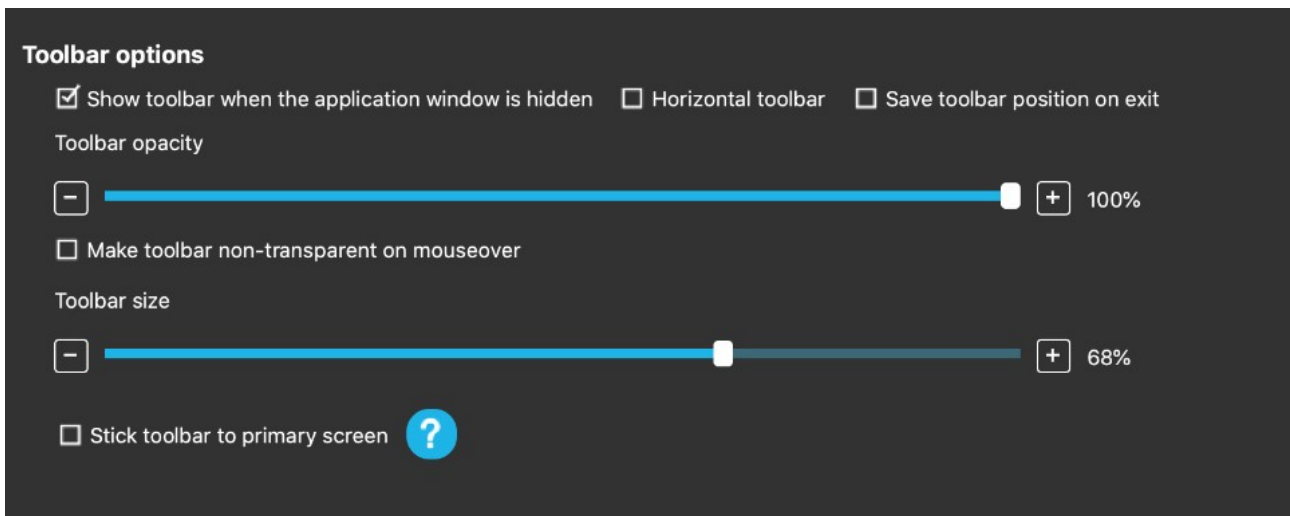 Toolbar options
Show toolbar when the application window is hidden Horizontal toolbar Save toolbar position on exit
Toolbar opacity
- + 100%
Make toolbar non-transparent on mouseover
Toolbar size
- + 68%
Stick toolbar to primary screen ?